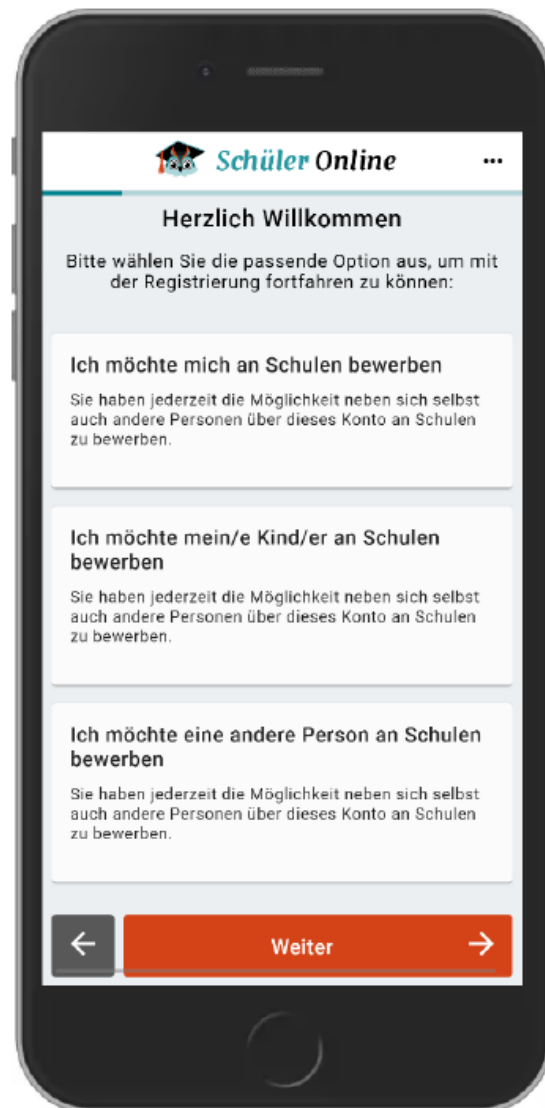 Schüler Online
Herzlich Willkommen
Bitte wählen Sie die passende Option aus, um mit
der Registrierung fortfahren zu können:
Ich möchte mich an Schulen bewerben
Sie haben jederzeit die Möglichkeit neben sich selbst
auch andere Personen über dieses Konto an Schulen
zu bewerben.
Ich möchte mein/e Kind/er an Schulen
bewerben
Sie haben jederzeit die Möglichkeit neben sich selbst
auch andere Personen über dieses Konto an Schulen
zu bewerben.
Ich möchte eine andere Person an Schulen
bewerben
Sie haben jederzeit die Möglichkeit neben sich selbst
auch andere Personen über dieses Konto an Schulen
zu bewerben.
Weiter